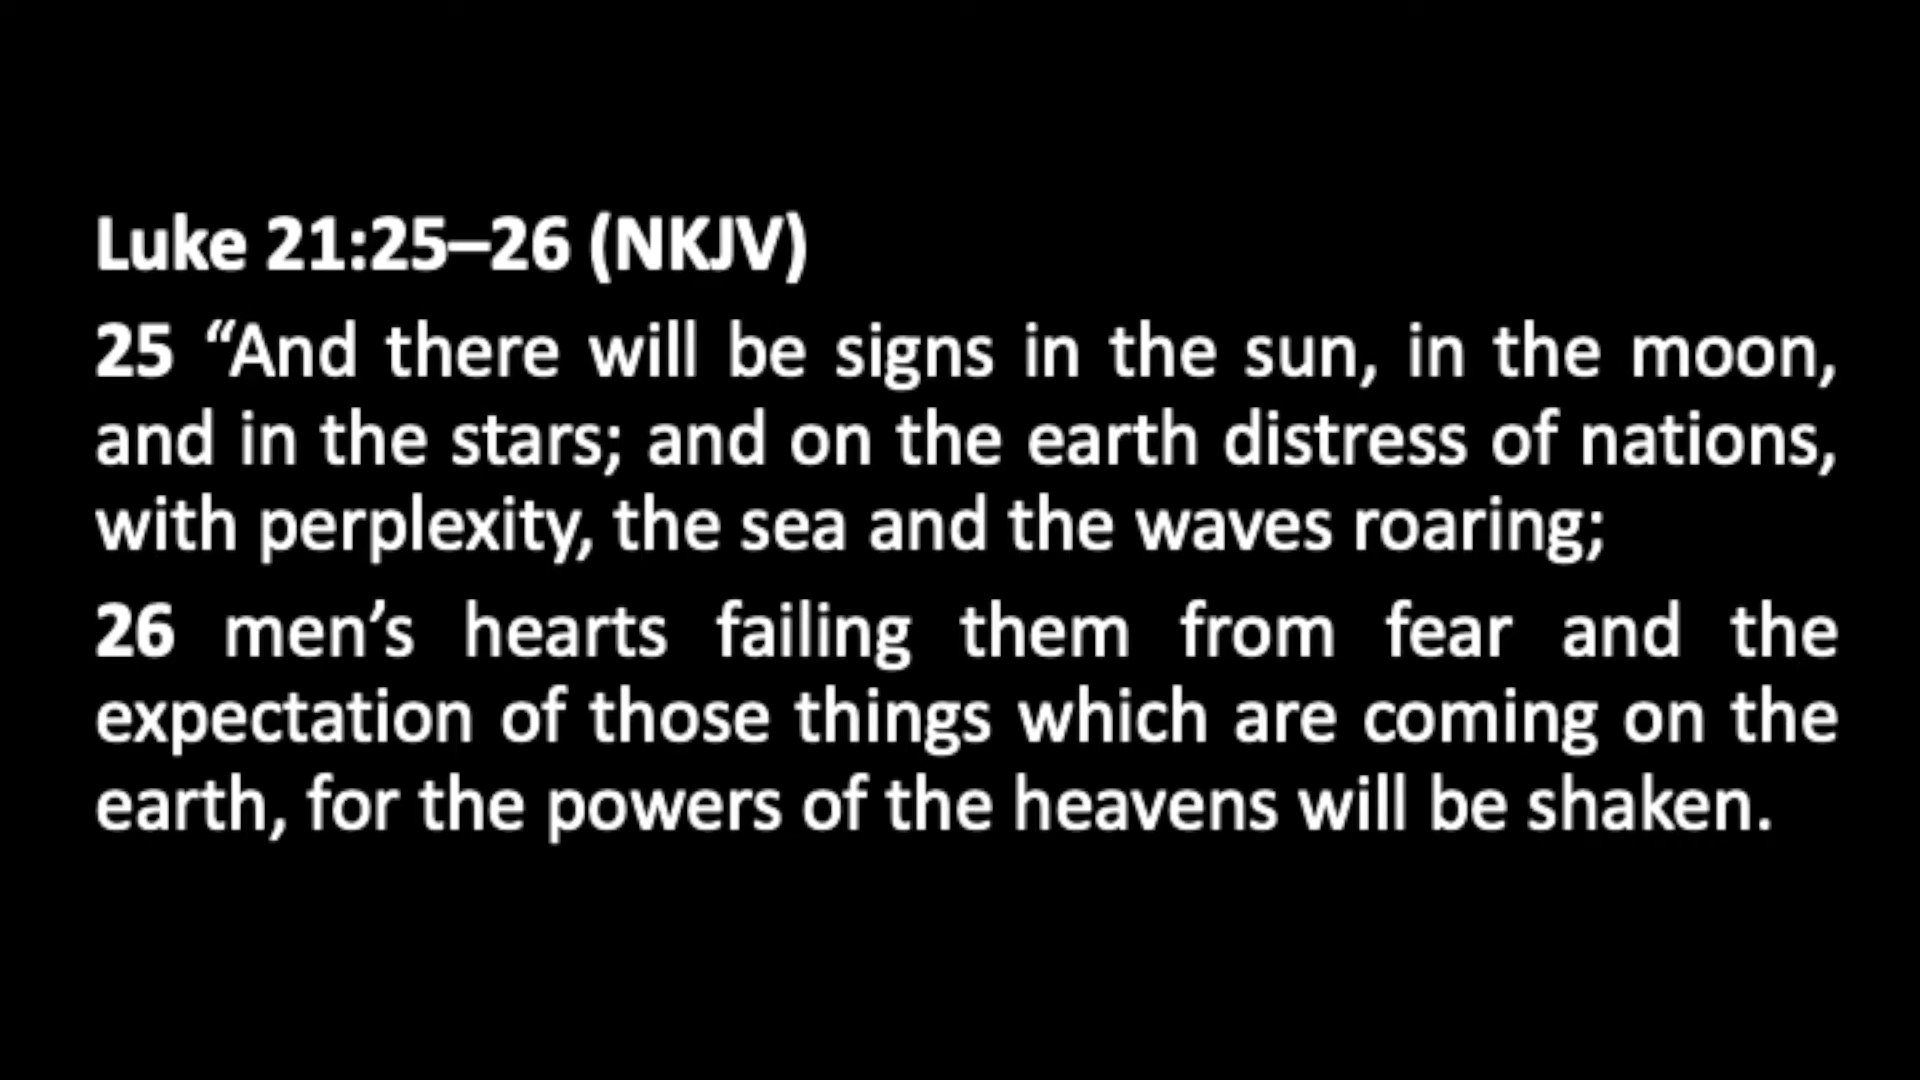 Luke 21:25–26 (NKJV)
25 “And there will be signs in the sun, in the moon,
and in the stars; and on the earth distress of nations,
with perplexity, the sea and the waves roaring;
26 men’s hearts failing them from fear and the
expectation of those things which are coming on the
earth, for the powers of the heavens will be shaken.